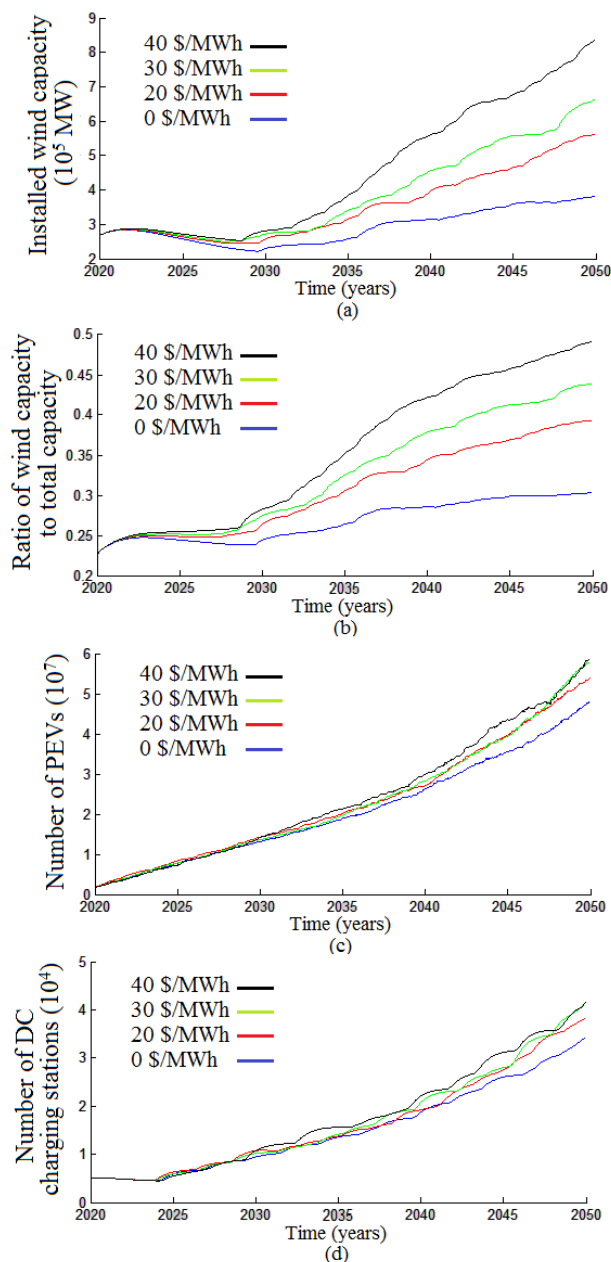 9
8
7
6
5
4
3
2
Installed wind capacity
(10⁵ MW)
40 $/MWh
30 $/MWh
20 $/MWh
0 $/MWh
2020 2025 2030 2035 2040 2045 2050
Time (years)
(a)
0.5
0.45
0.4
0.35
0.3
0.25
0.2
Ratio of wind capacity
to total capacity
40 $/MWh
30 $/MWh
20 $/MWh
0 $/MWh
2020 2025 2030 2035 2040 2045 2050
Time (years)
(b)
6
5
4
3
2
1
0
Number of PEVs (10⁷)
40 $/MWh
30 $/MWh
20 $/MWh
0 $/MWh
2020 2025 2030 2035 2040 2045 2050
Time (years)
(c)
5
4
3
2
1
0
Number of DC
charging stations (10⁴)
40 $/MWh
30 $/MWh
20 $/MWh
0 $/MWh
2020 2025 2030 2035 2040 2045 2050
Time (years)
(d)